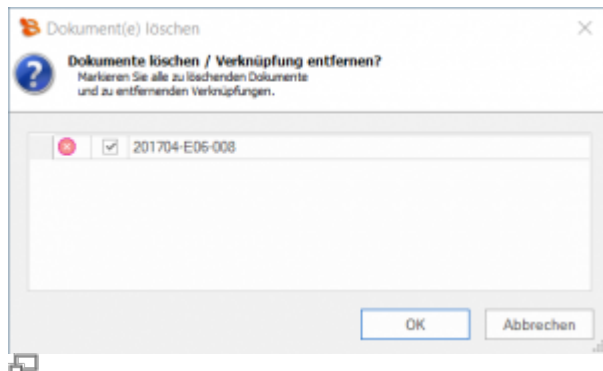 Dokument(e) löschen
Dokumente löschen / Verknüpfung entfernen?
Markieren Sie alle zu löschenden Dokumente
und zu entfernenden Verknüpfungen.
201704-E06-008
OK
Abbrechen